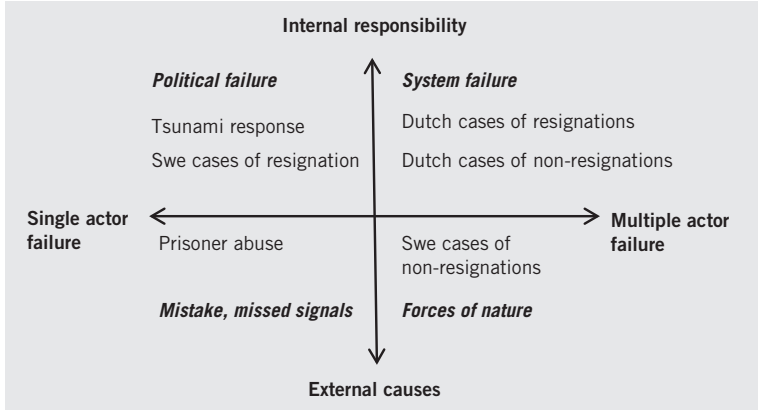 Internal responsibility
Political failure
System failure
Tsunami response
Dutch cases of resignations
Swe cases of resignation
Dutch cases of non-resignations
Single actor
failure
Multiple actor
failure
Prisoner abuse
Swe cases of
non-resignations
Mistake, missed signals
Forces of nature
External causes